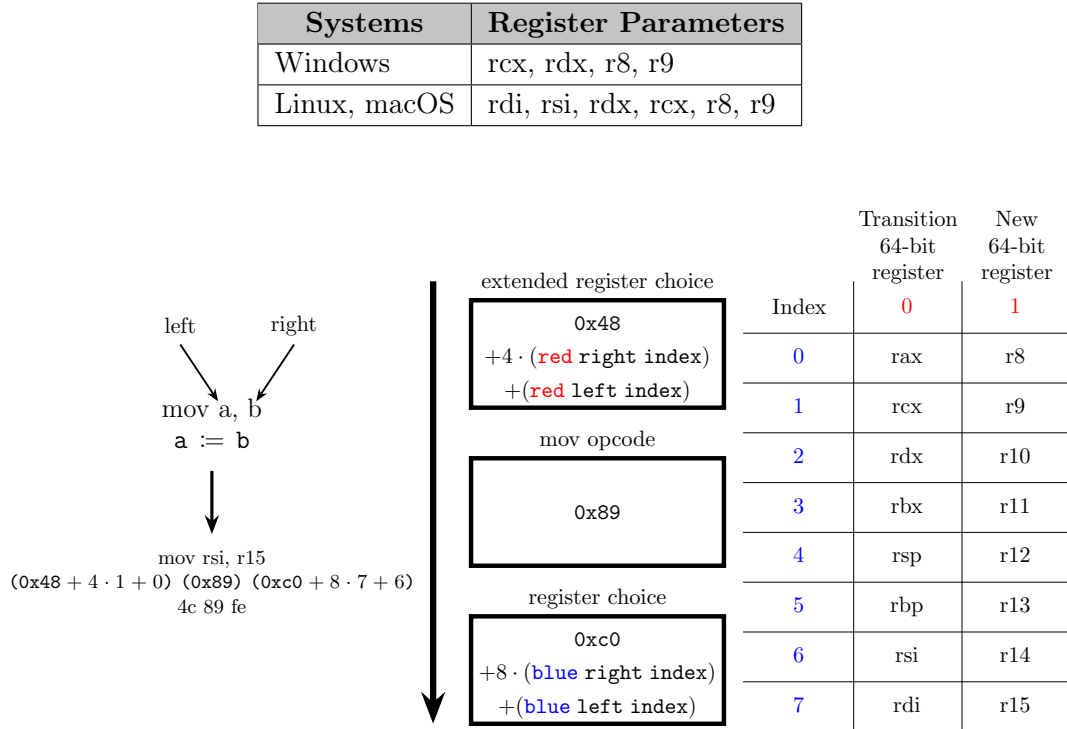 Systems Register Parameters
Windows rcx, rdx, r8, r9
Linux, macOS rdi, rsi, rdx, rcx, r8, r9
left right
mov a, b
a := b
mov rsi, r15
(0x48 + 4 · 1 + 0) (0x89) (0xc0 + 8 · 7 + 6)
4c 89 fe
extended register choice
0x48
+4 · (red right index)
+(red left index)
mov opcode
0x89
register choice
0xc0
+8 · (blue right index)
+(blue left index)
Transition New
64-bit 64-bit
register register
Index 0 1
0 rax r8
1 rcx r9
2 rdx r10
3 rbx r11
4 rsp r12
5 rbp r13
6 rsi r14
7 rdi r15